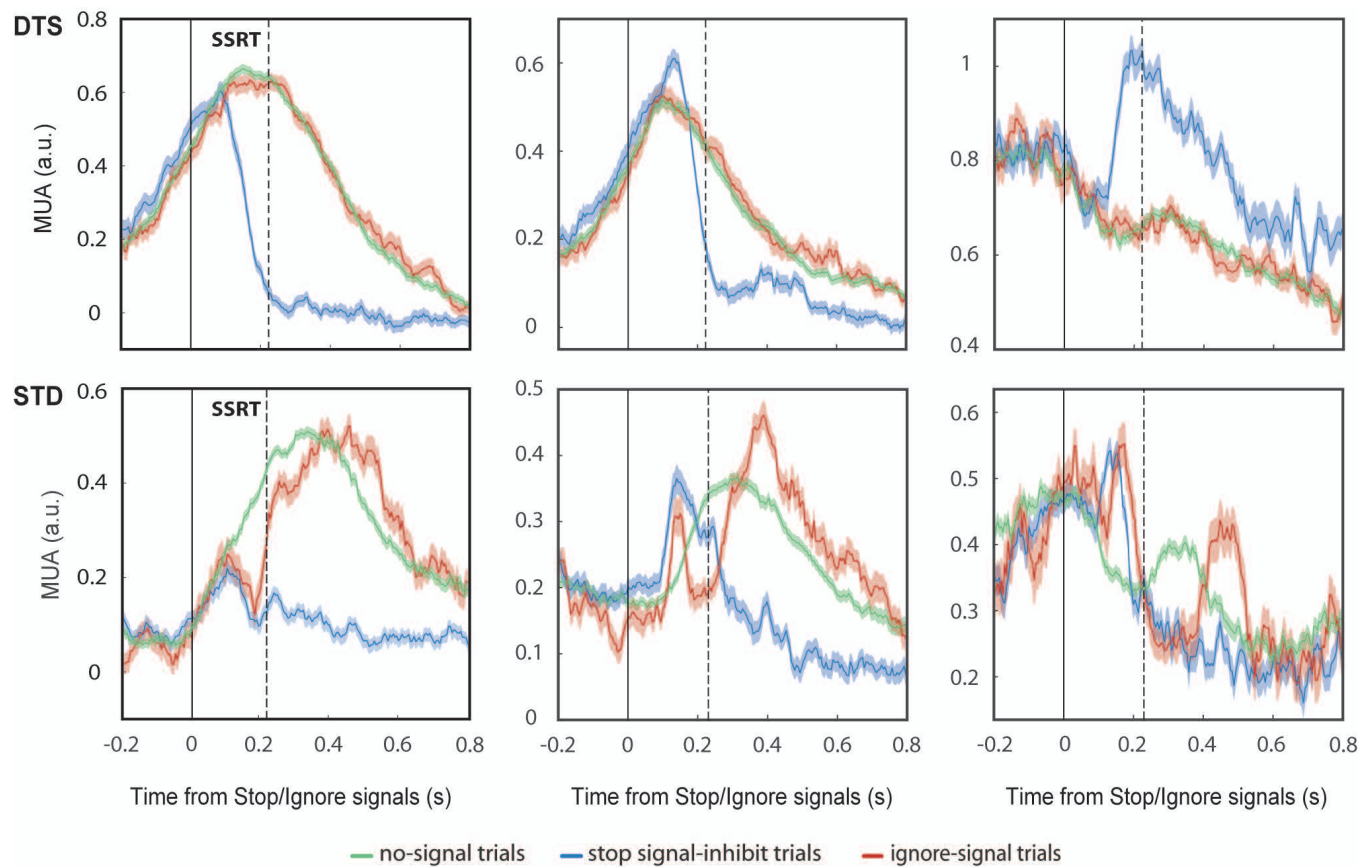 DTS
SSRT
MUA (a.u.)
0.8
0.6
0.4
0.2
0
0.6
0.4
0.2
0
1
0.8
0.6
0.4
STD
SSRT
MUA (a.u.)
0.6
0.4
0.2
0
0.5
0.4
0.3
0.2
0.1
0
0.6
0.5
0.4
0.3
0.2
-0.2 0 0.2 0.4 0.6 0.8
-0.2 0 0.2 0.4 0.6 0.8
-0.2 0 0.2 0.4 0.6 0.8
Time from Stop/Ignore signals (s)
Time from Stop/Ignore signals (s)
Time from Stop/Ignore signals (s)
no-signal trials
stop signal-inhibit trials
ignore-signal trials